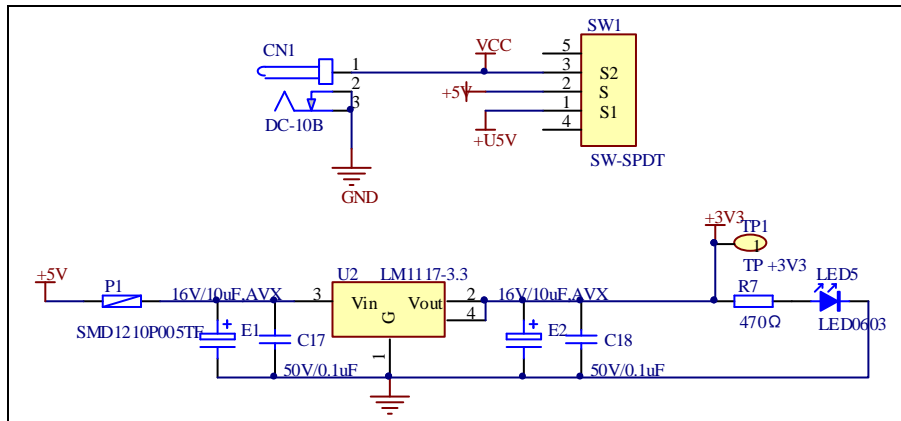 SW1
CN1
VCC
5
1
3
S2
2
+5V
2
S
3
1
S1
DC-10B
4
+U5V
SW-SPDT
GND
+3V3
TP1
1
U2
LM1117-3.3
TP +3V3
+5V
P1
16V/10uF,AVX
3
Vin
Vout
2
16V/10uF,AVX
R7
LED5
4
SMD1210P005TF
E1
C17
G
E2
C18
470Ω
LED0603
1
50V/0.1uF
50V/0.1uF